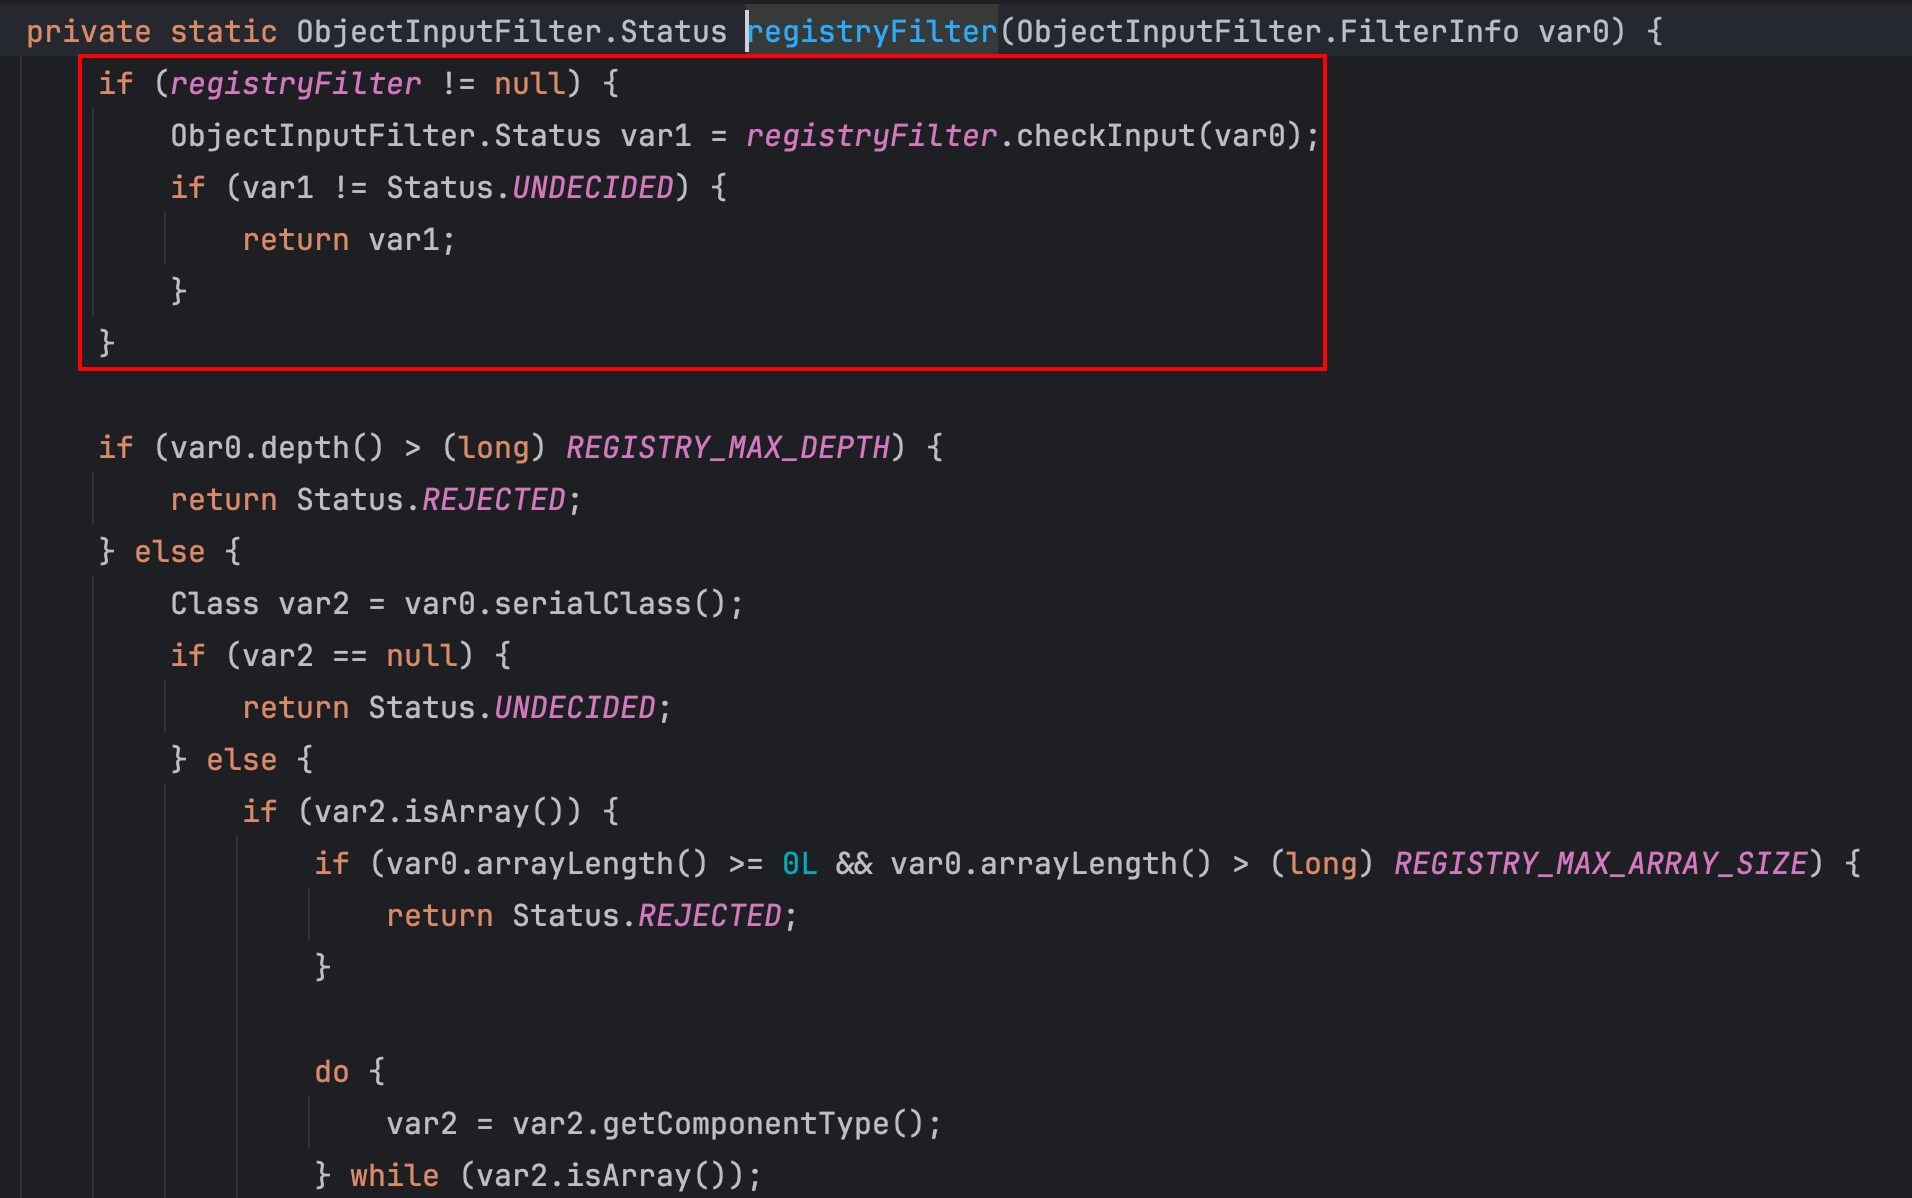 private static ObjectInputFilter.Status registryFilter(ObjectInputFilter.FilterInfo var0) {
    if (registryFilter != null) {
        ObjectInputFilter.Status var1 = registryFilter.checkInput(var0);
        if (var1 != Status.UNDECIDED) {
            return var1;
        }
    }

    if (var0.depth() > (long) REGISTRY_MAX_DEPTH) {
        return Status.REJECTED;
    } else {
        Class var2 = var0.serialClass();
        if (var2 == null) {
            return Status.UNDECIDED;
        } else {
            if (var2.isArray()) {
                if (var0.arrayLength() >= 0L && var0.arrayLength() > (long) REGISTRY_MAX_ARRAY_SIZE) {
                    return Status.REJECTED;
                }

                do {
                    var2 = var2.getComponentType();
                } while (var2.isArray());